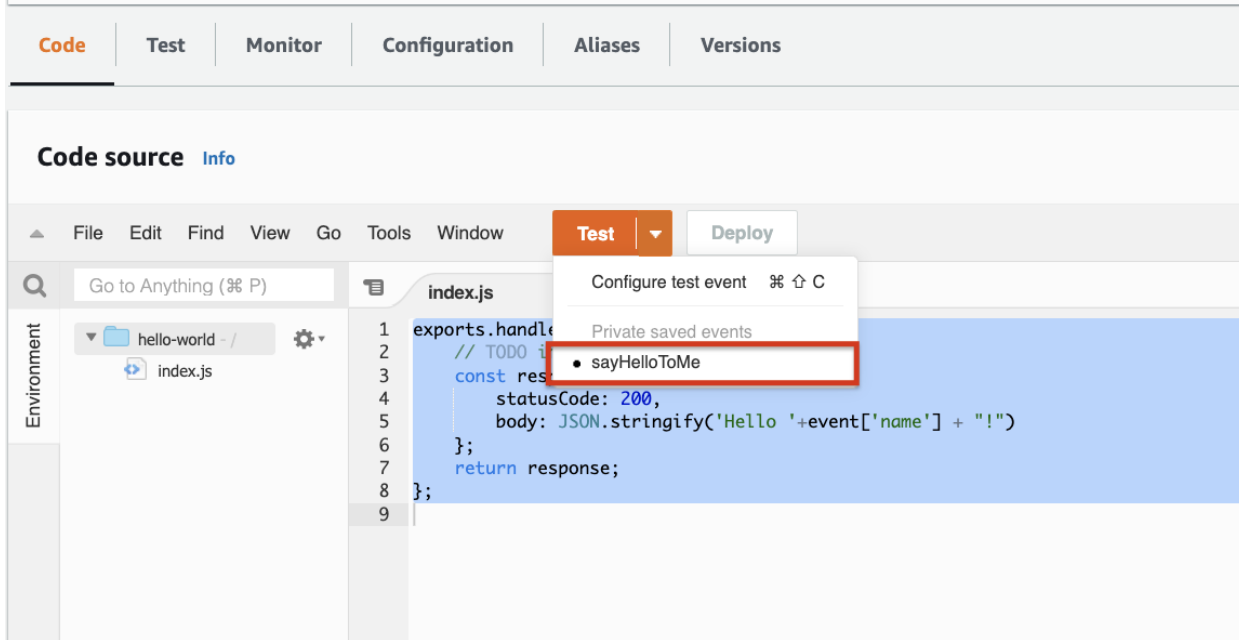 Code Test Monitor Configuration Aliases Versions
Code source Info
File Edit Find View Go Tools Window Test Deploy
Go to Anything (⌘ P)
index.js
Configure test event ⌘ ⇧ C
Private saved events
sayHelloToMe
Environment
hello-world - /
index.js
1 exports.handle
2 // TODO i
3 const res
4 statusCode: 200,
5 body: JSON.stringify('Hello '+event['name'] + "!")
6 };
7 return response;
8 };
9